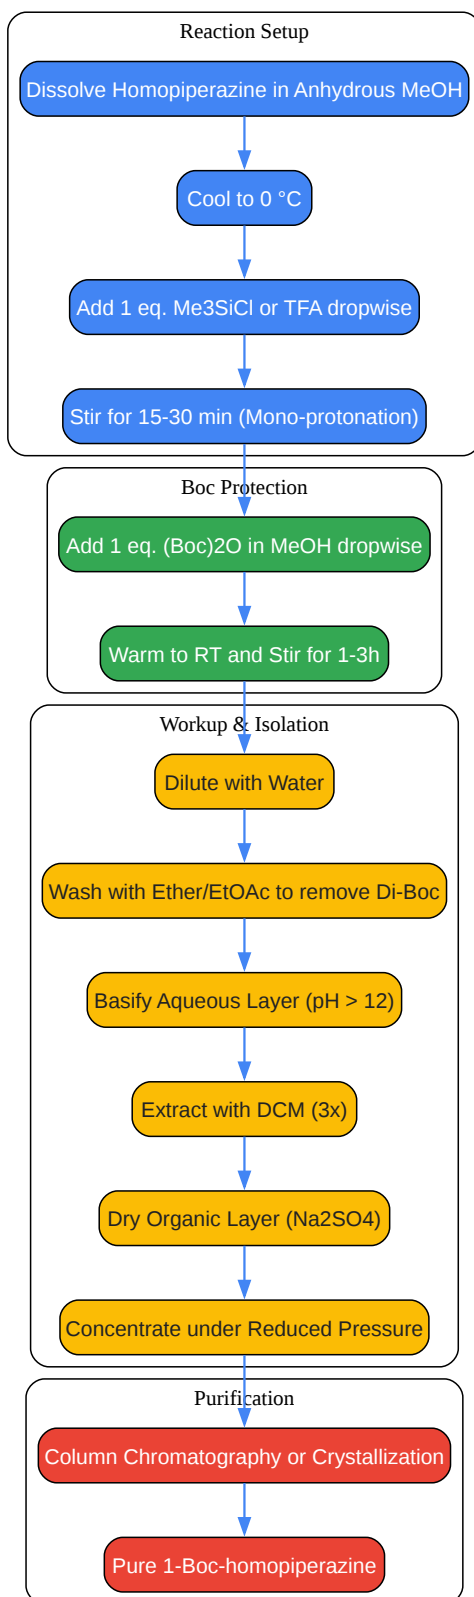 Reaction Setup
Dissolve Homopiperazine in Anhydrous MeOH
Cool to 0 °C
Add 1 eq. Me3SiCl or TFA dropwise
Stir for 15-30 min (Mono-protonation)
Boc Protection
Add 1 eq. (Boc)2O in MeOH dropwise
Warm to RT and Stir for 1-3h
Workup & Isolation
Dilute with Water
Wash with Ether/EtOAc to remove Di-Boc
Basify Aqueous Layer (pH > 12)
Extract with DCM (3x)
Dry Organic Layer (Na2SO4)
Concentrate under Reduced Pressure
Purification
Column Chromatography or Crystallization
Pure 1-Boc-homopiperazine